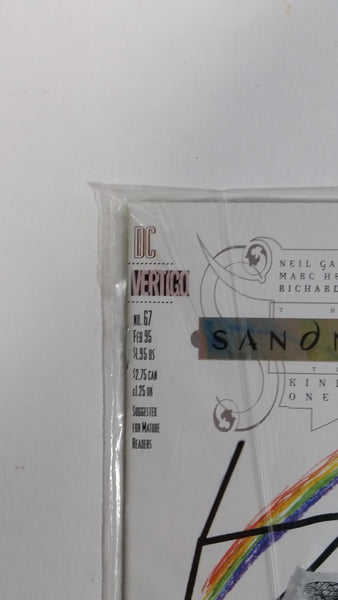 DC
VERTIGO
NO. 67
FEB 95
$1.95 US
$2.75 CAN
£1.25 UK
SUGGESTED
FOR MATURE
READERS
NEIL GA
MARC HE
RICHARD
T H
SANDM
T
KIND
ONE